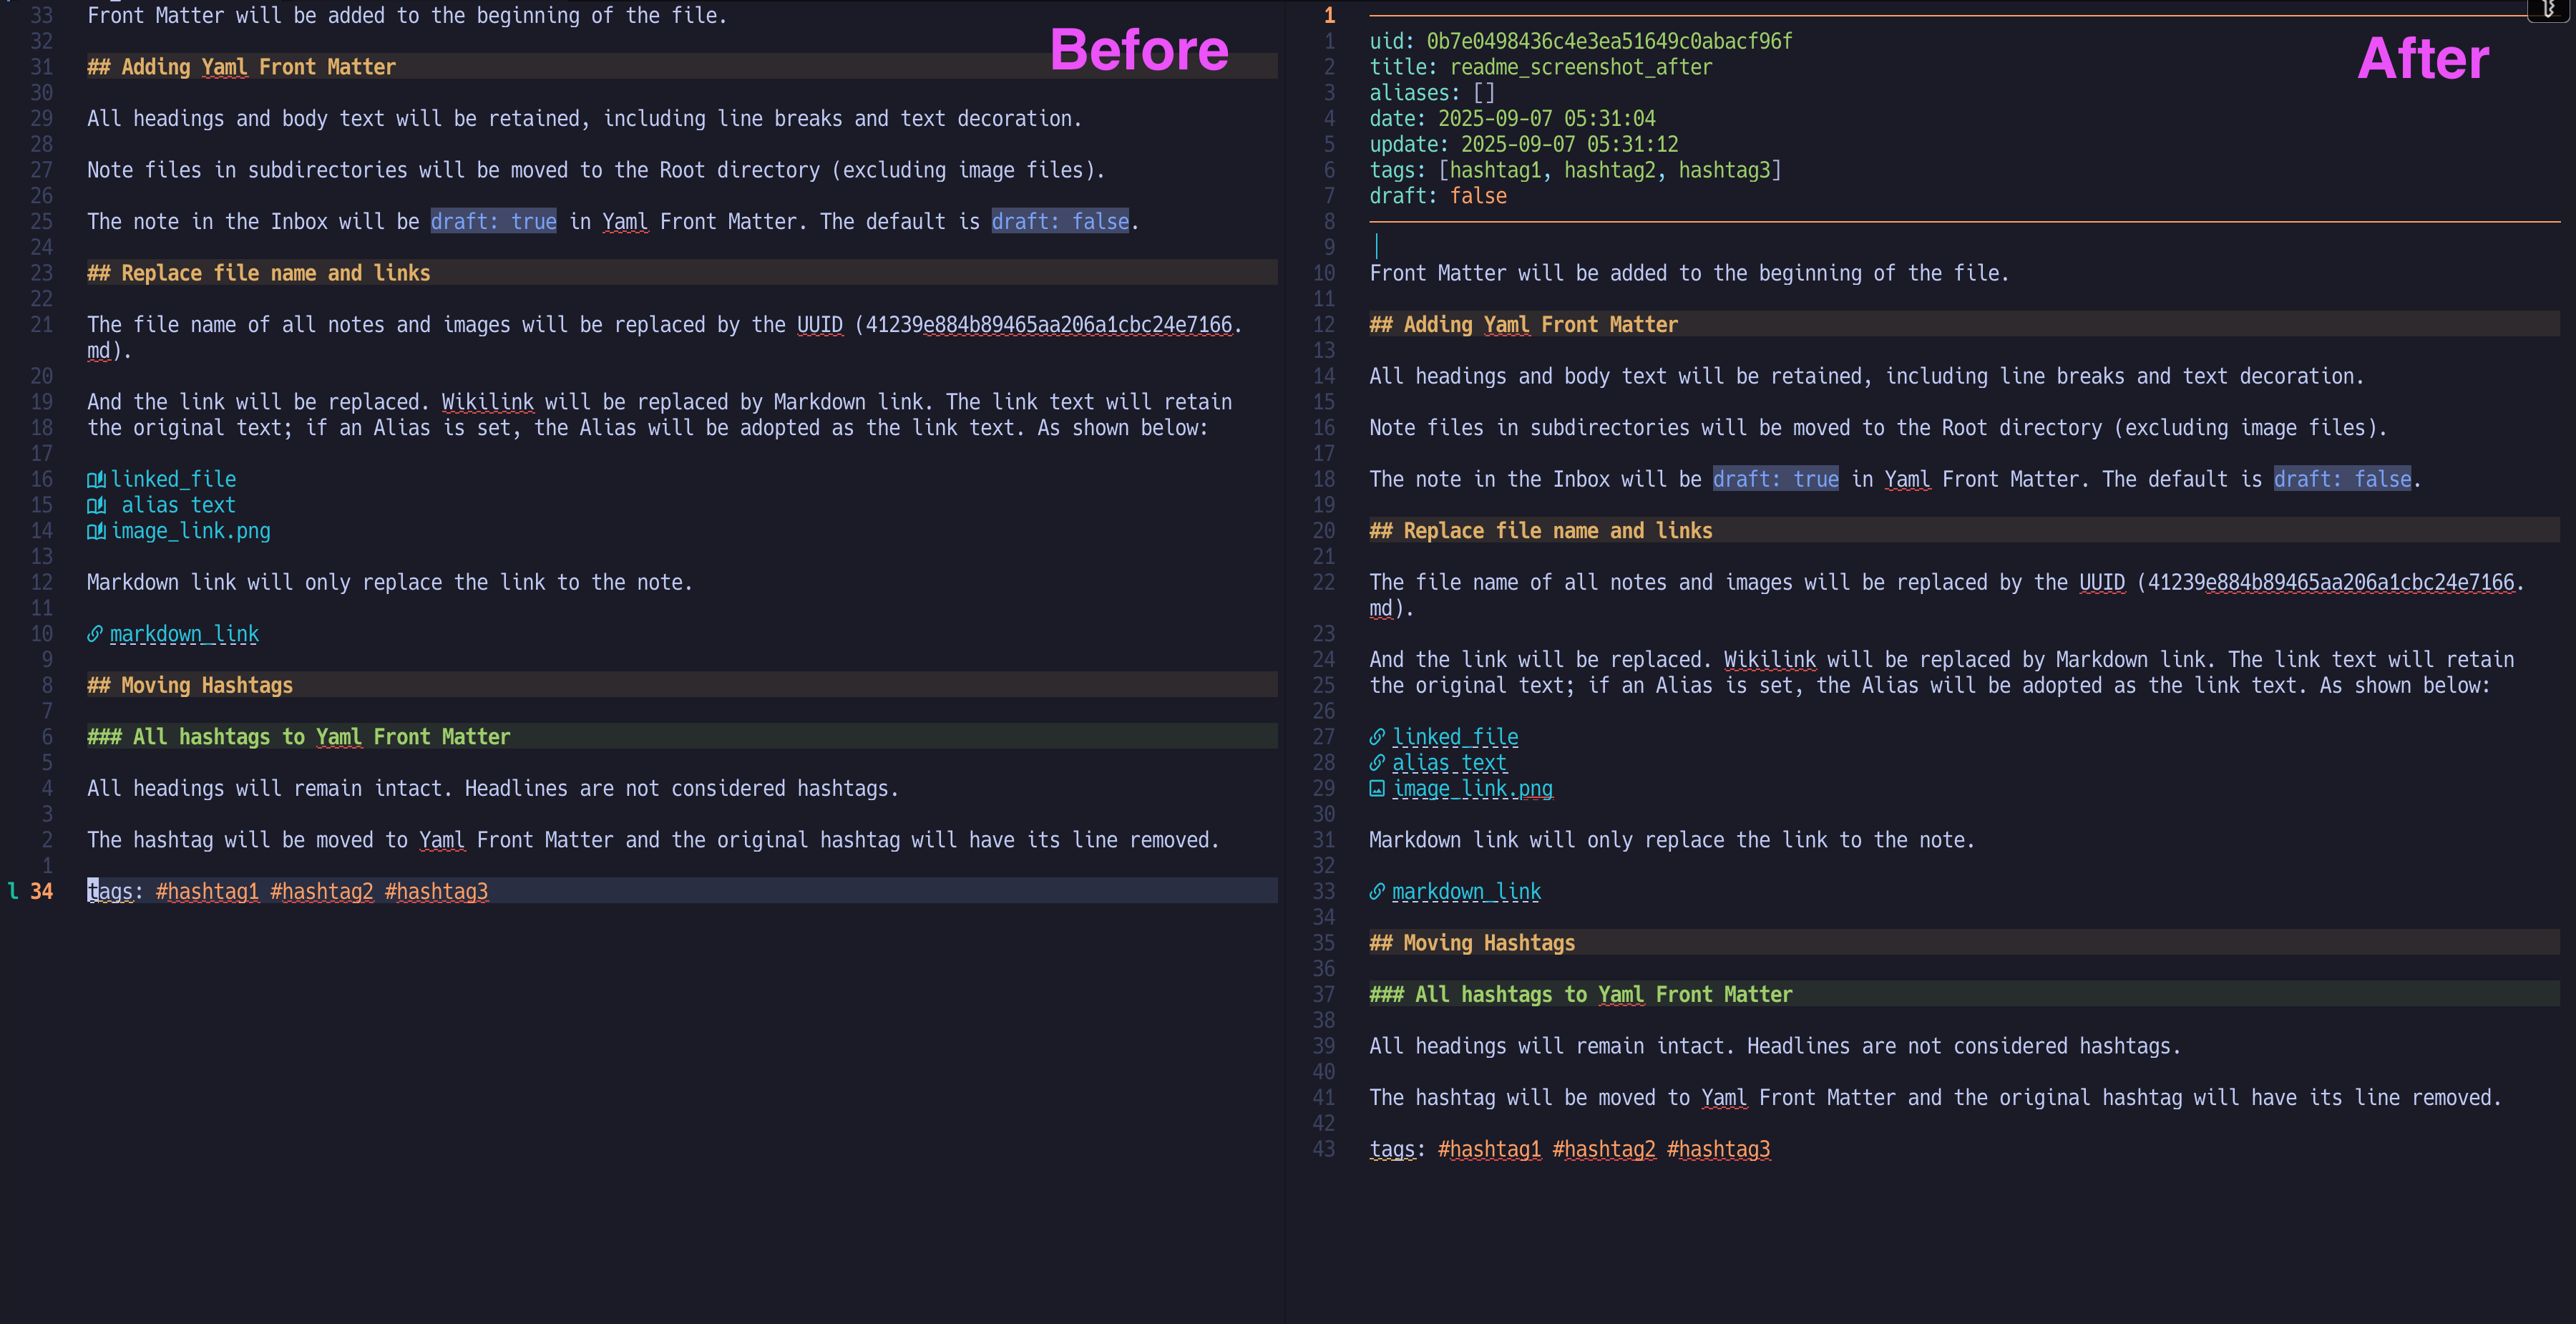 Before
33 Front Matter will be added to the beginning of the file.
32
31 ## Adding Yaml Front Matter
30
29 All headings and body text will be retained, including line breaks and text decoration.
28
27 Note files in subdirectories will be moved to the Root directory (excluding image files).
26
25 The note in the Inbox will be draft: true in Yaml Front Matter. The default is draft: false.
24
23 ## Replace file name and links
22
21 The file name of all notes and images will be replaced by the UUID (41239e884b89465aa206a1cbc24e7166.
md).
20
19 And the link will be replaced. Wikilink will be replaced by Markdown link. The link text will retain
18 the original text; if an Alias is set, the Alias will be adopted as the link text. As shown below:
17
16 linked_file
15 alias text
14 image_link.png
13
12 Markdown link will only replace the link to the note.
11
10 markdown_link
9
8 ## Moving Hashtags
7
6 ### All hashtags to Yaml Front Matter
5
4 All headings will remain intact. Headlines are not considered hashtags.
3
2 The hashtag will be moved to Yaml Front Matter and the original hashtag will have its line removed.
1
l 34 tags: #hashtag1 #hashtag2 #hashtag3
After
1
1 uid: 0b7e0498436c4e3ea51649c0abacf96f
2 title: readme_screenshot_after
3 aliases: []
4 date: 2025-09-07 05:31:04
5 update: 2025-09-07 05:31:12
6 tags: [hashtag1, hashtag2, hashtag3]
7 draft: false
8
9
10 Front Matter will be added to the beginning of the file.
11
12 ## Adding Yaml Front Matter
13
14 All headings and body text will be retained, including line breaks and text decoration.
15
16 Note files in subdirectories will be moved to the Root directory (excluding image files).
17
18 The note in the Inbox will be draft: true in Yaml Front Matter. The default is draft: false.
19
20 ## Replace file name and links
21
22 The file name of all notes and images will be replaced by the UUID (41239e884b89465aa206a1cbc24e7166.
md).
23
24 And the link will be replaced. Wikilink will be replaced by Markdown link. The link text will retain
25 the original text; if an Alias is set, the Alias will be adopted as the link text. As shown below:
26
27 linked_file
28 alias text
29 image_link.png
30
31 Markdown link will only replace the link to the note.
32
33 markdown_link
34
35 ## Moving Hashtags
36
37 ### All hashtags to Yaml Front Matter
38
39 All headings will remain intact. Headlines are not considered hashtags.
40
41 The hashtag will be moved to Yaml Front Matter and the original hashtag will have its line removed.
42
43 tags: #hashtag1 #hashtag2 #hashtag3